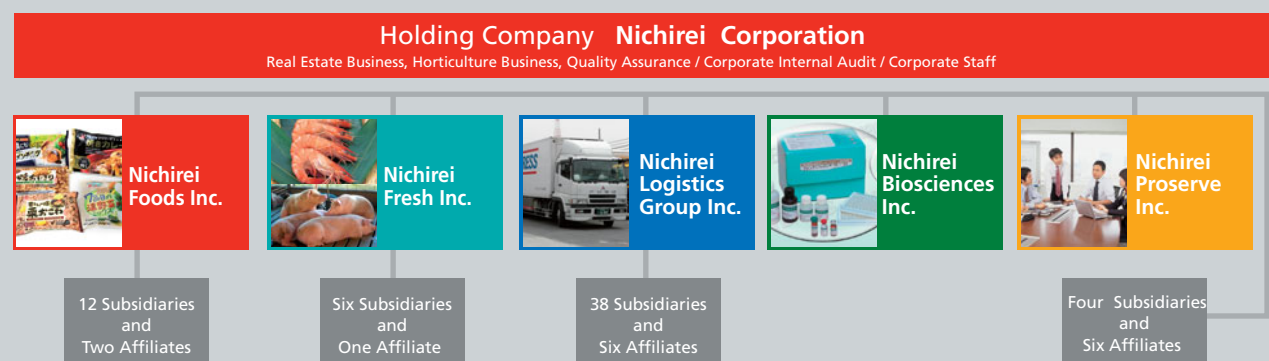 Holding Company Nichirei Corporation
Real Estate Business, Horticulture Business, Quality Assurance / Corporate Internal Audit / Corporate Staff
Nichirei
Foods Inc.
Nichirei
Fresh Inc.
Nichirei
Logistics
Group Inc.
Nichirei
Biosciences
Inc.
Nichirei
Proserve
Inc.
12 Subsidiaries
and
Two Affiliates
Six Subsidiaries
and
One Affiliate
38 Subsidiaries
and
Six Affiliates
Four Subsidiaries
and
Six Affiliates